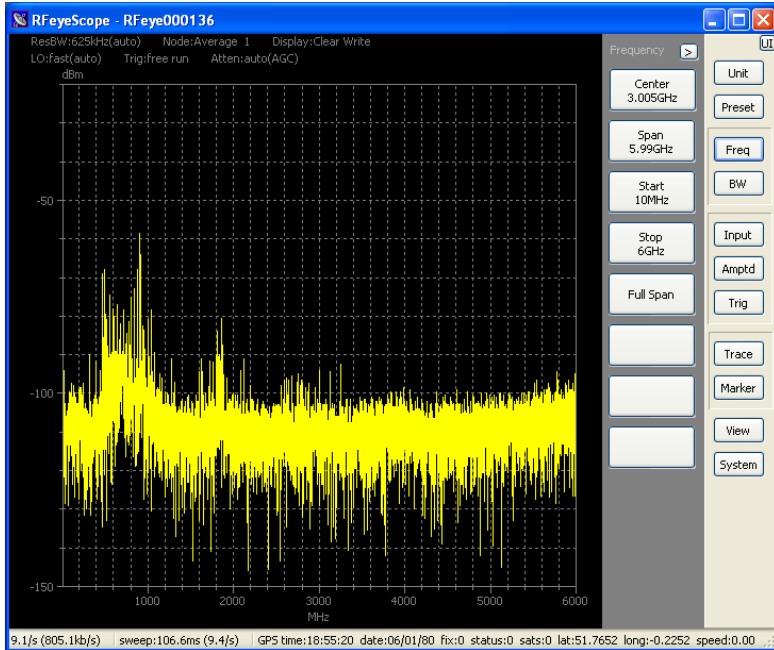 RFeyeScope - RFeye000136
ResBW:625kHz(auto) Node:Average 1 Display:Clear Write
LO:fast(auto) Trig:free run Atten:auto(AGC)
dBm
-50
-100
-150
1000 2000 3000 4000 5000 6000
MHz
Frequency >
Center
3.005GHz
Span
5.99GHz
Start
10MHz
Stop
6GHz
Full Span
UI
Unit
Preset
Freq
BW
Input
Amptd
Trig
Trace
Marker
View
System
9.1/s (805.1kb/s) sweep:106.6ms (9.4/s) GPS time:18:55:20 date:06/01/80 fix:0 status:0 sats:0 lat:51.7652 long:-0.2252 speed:0.00